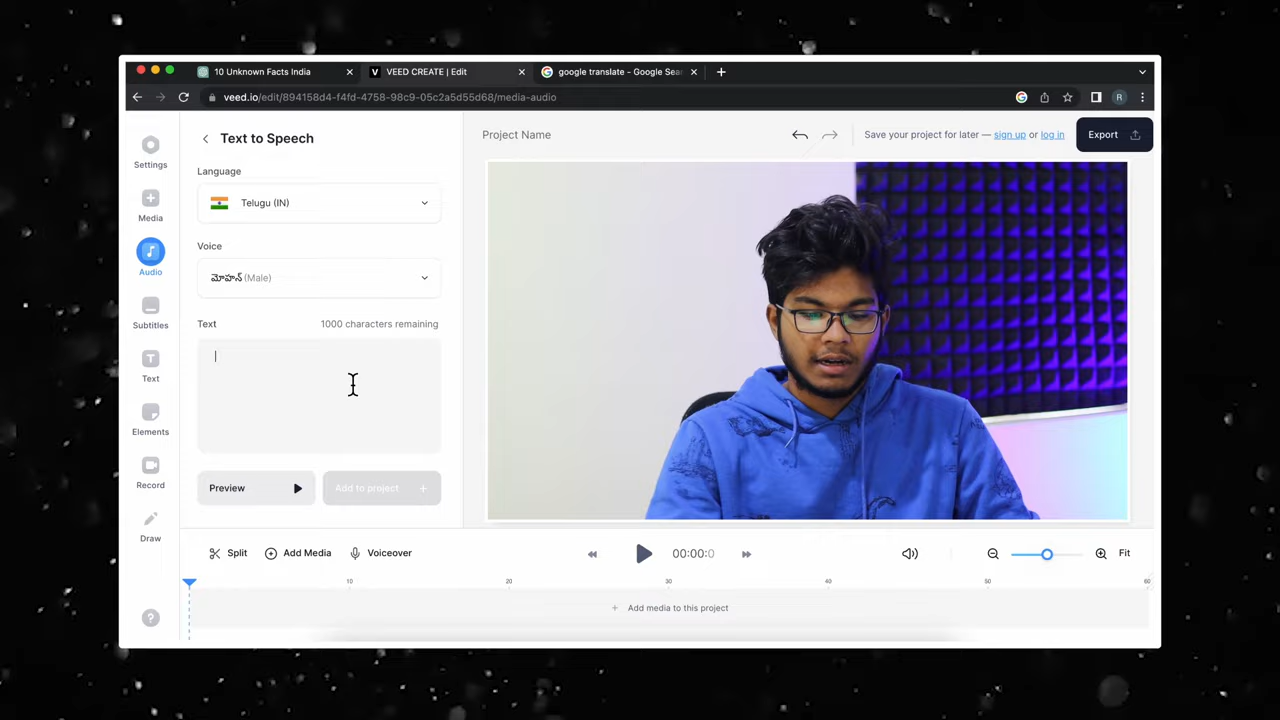 10 Unknown Facts India
VEED CREATE | Edit
google translate - Google Sea
veed.io/edit/894158d4-f4fd-4758-98c9-05c2a5d55d68/media-audio
R
Text to Speech
Project Name
Save your project for later — sign up or log in
Export
Settings
Media
Audio
Subtitles
Text
Elements
Record
Draw
Language
Telugu (IN)
Voice
మోహన్ (Male)
Text
1000 characters remaining
Preview
Add to project +
Split
Add Media
Voiceover
00:00:0
Fit
10
20
30
40
50
60
+ Add media to this project
?